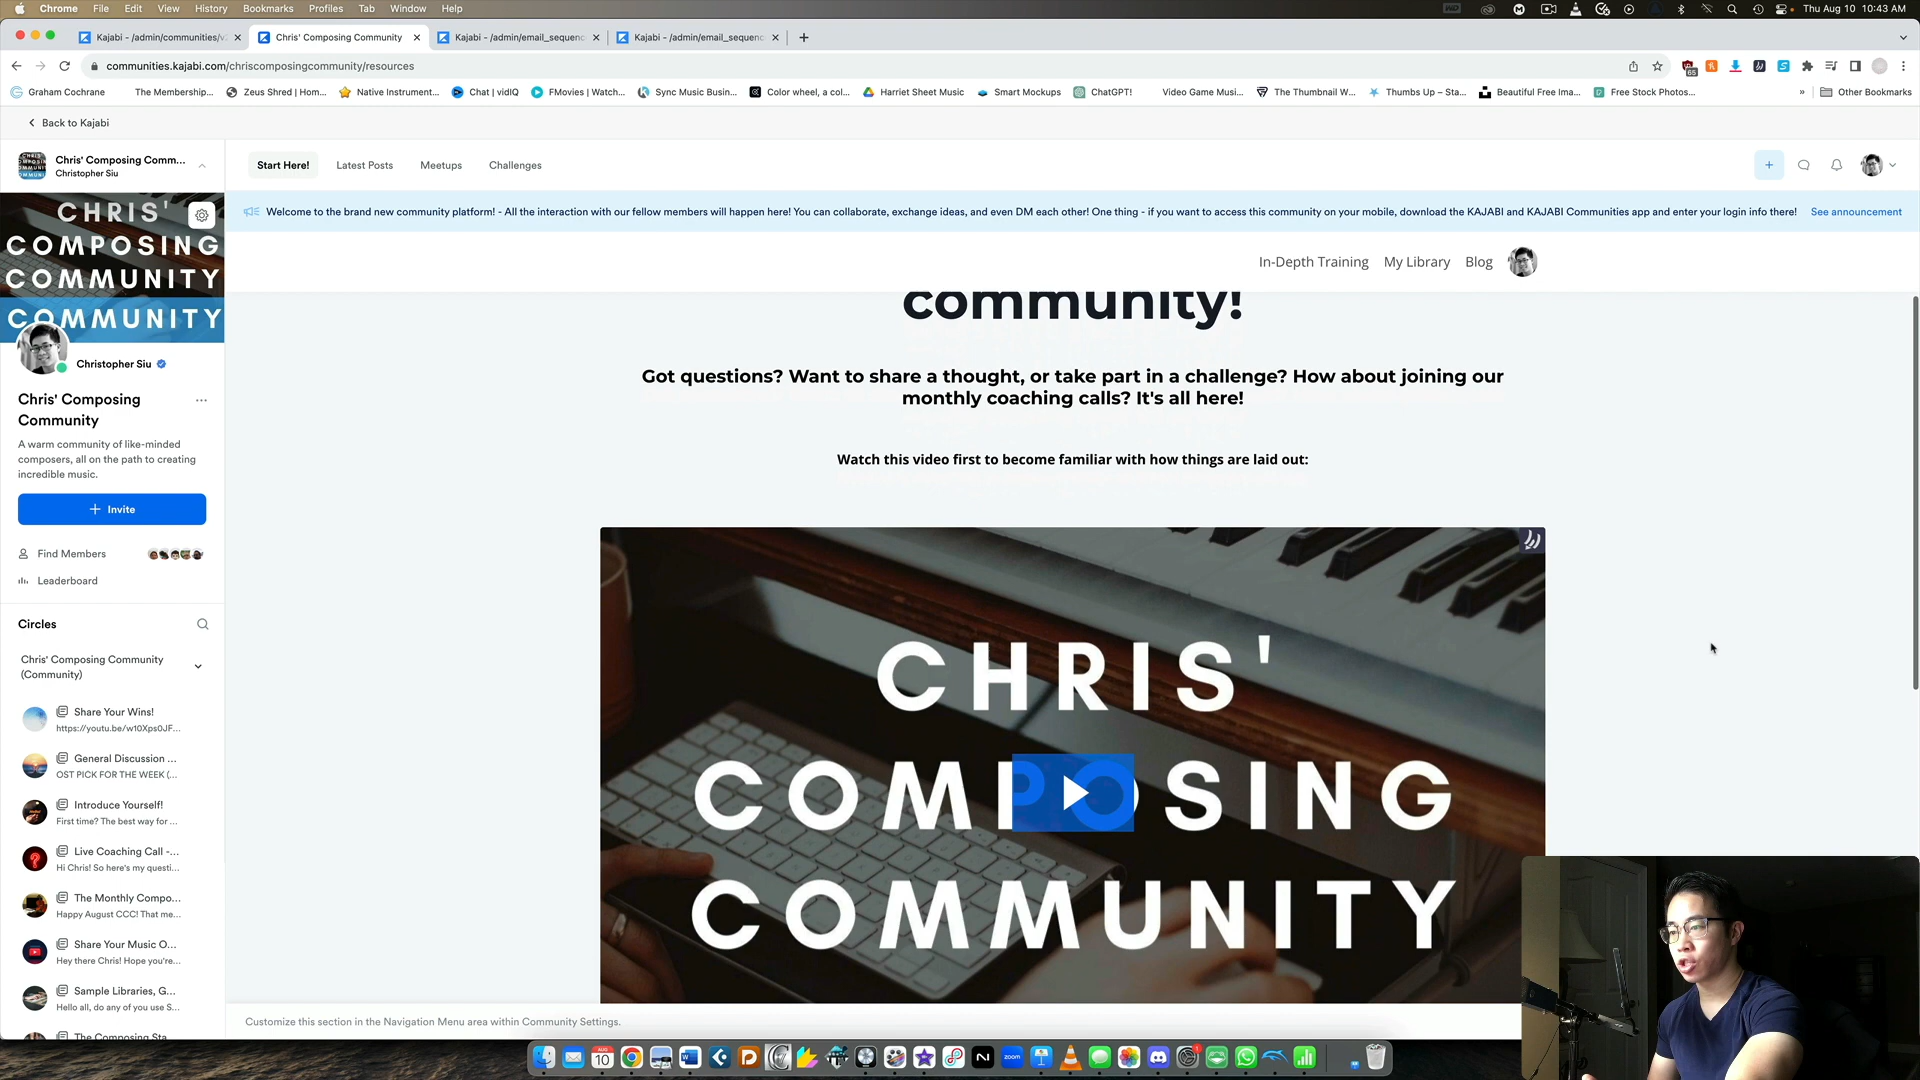 Chrome File Edit View History Bookmarks Profiles Tab Window Help Thu Aug 10 10:43 AM
Kajabi - /admin/communities/v Chris' Composing Community Kajabi - /admin/email_sequenc Kajabi - /admin/email_sequenc
communities.kajabi.com/chriscomposingcommunity/resources
65
Graham Cochrane The Membership... Zeus Shred | Hom... Native Instrument... Chat | vidIQ FMovies | Watch... Sync Music Busin... Color wheel, a col... Harriet Sheet Music Smart Mockups ChatGPT! Video Game Musi... The Thumbnail W... Thumbs Up – Sta... Beautiful Free Ima... Free Stock Photos... » Other Bookmarks
Back to Kajabi
Chris' Composing Comm...
Christopher Siu
Start Here! Latest Posts Meetups Challenges
Welcome to the brand new community platform! - All the interaction with our fellow members will happen here! You can collaborate, exchange ideas, and even DM each other! One thing - if you want to access this community on your mobile, download the KAJABI and KAJABI Communities app and enter your login info there! See announcement
In-Depth Training My Library Blog
CHRIS'
COMPOSING
COMMUNITY
COMMUNITY
Christopher Siu
Chris' Composing
Community
A warm community of like-minded
composers, all on the path to creating
incredible music.
+ Invite
Find Members
Leaderboard
Circles
Chris' Composing Community
(Community)
Share Your Wins!
https://youtu.be/w10Xps0JF...
General Discussion ...
OST PICK FOR THE WEEK (...
Introduce Yourself!
First time? The best way for ...
Live Coaching Call -...
Hi Chris! So here's my questi...
The Monthly Compo...
Happy August CCC! That me...
Share Your Music O...
Hey there Chris! Hope you're...
Sample Libraries, G...
Hello all, do any of you use S...
The Composing Sta
community!
Got questions? Want to share a thought, or take part in a challenge? How about joining our
monthly coaching calls? It's all here!
Watch this video first to become familiar with how things are laid out:
CHRIS'
COMPOSING
COMMUNITY
Customize this section in the Navigation Menu area within Community Settings.
AUG
10
zoom